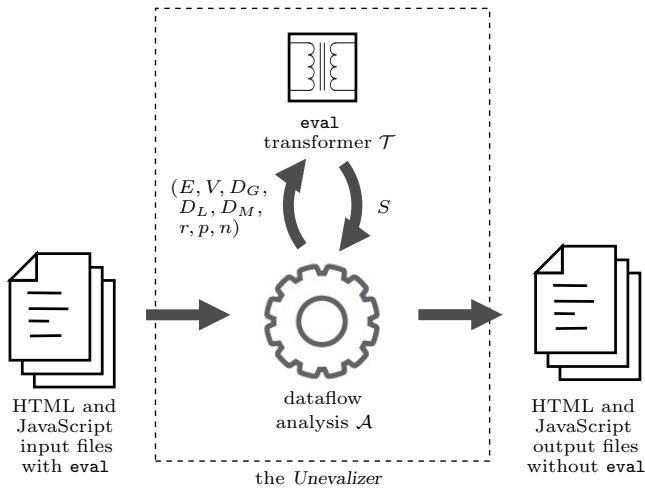 eval
transformer 𝒯
(E, V, D_G,
D_L, D_M,
r, p, n)
S
dataflow
analysis 𝒜
HTML and
JavaScript
input files
with eval
HTML and
JavaScript
output files
without eval
the Unevalizer